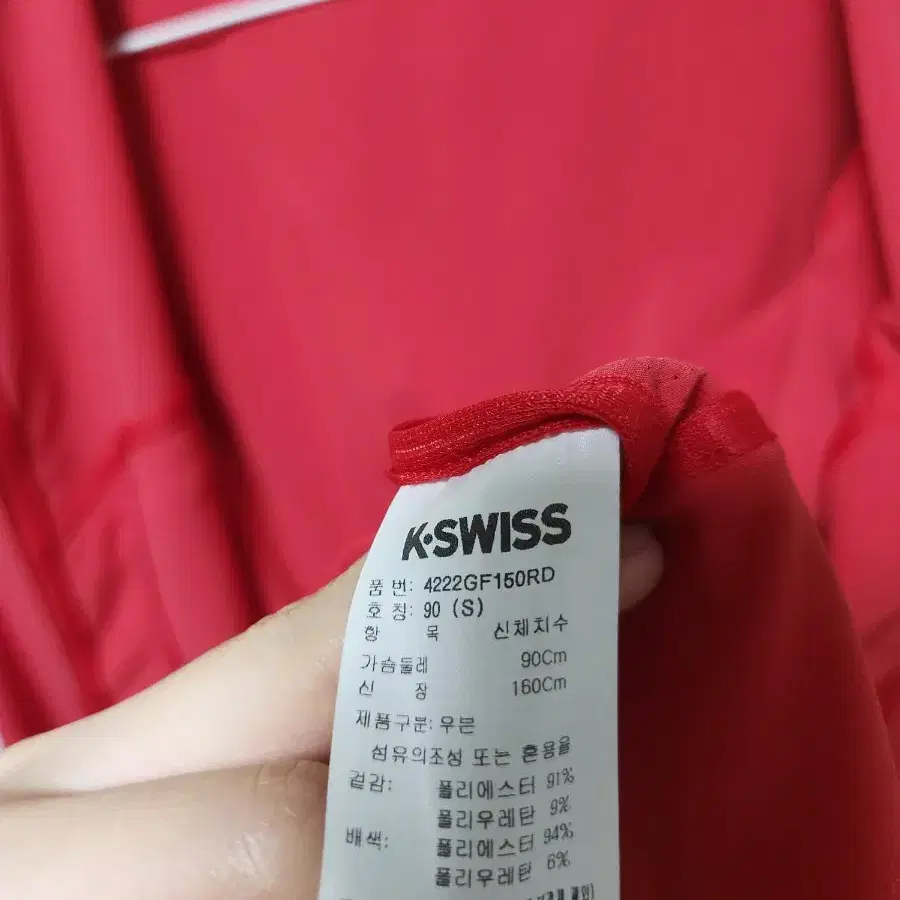 K·SWISS
품 번: 4222GF150RD
호 칭: 90 (S)
항 목 신체치수
가슴둘레 90Cm
신 장 160Cm
제품구분: 우븐
섬유의조성 또는 혼용율
겉감: 폴리에스터 91%
폴리우레탄 9%
배색: 폴리에스터 94%
폴리우레탄 6%